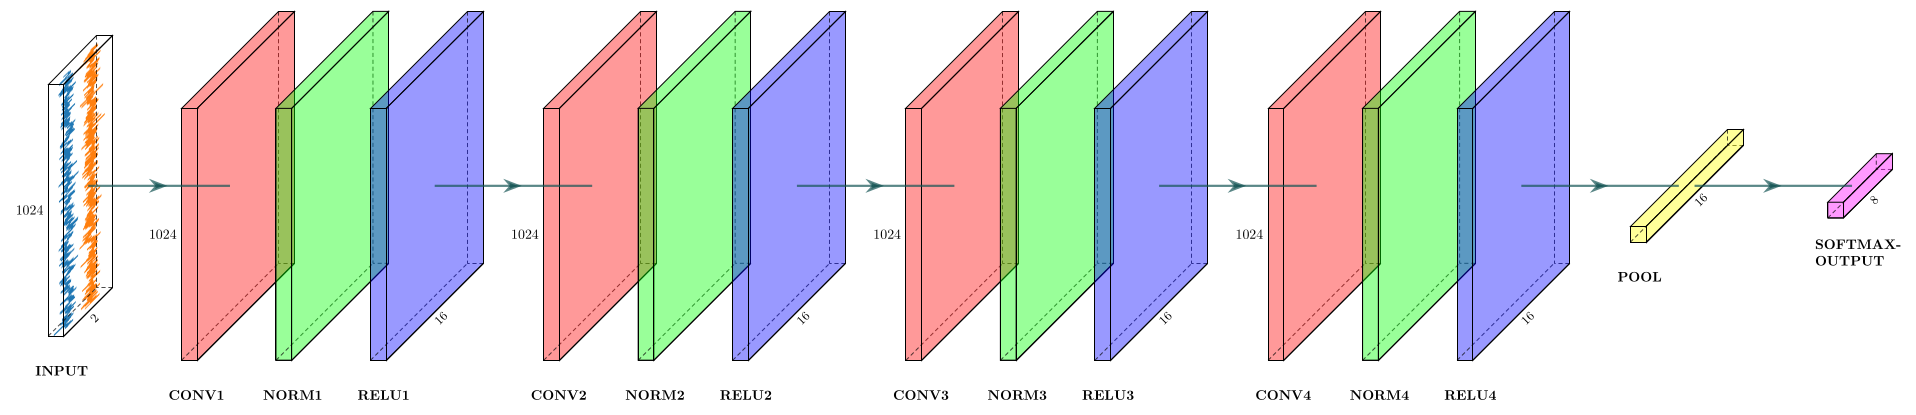 1024
2
INPUT
1024
16
CONV1 NORM1 RELU1
1024
16
CONV2 NORM2 RELU2
1024
16
CONV3 NORM3 RELU3
1024
16
CONV4 NORM4 RELU4
16
POOL
8
SOFTMAX-
OUTPUT